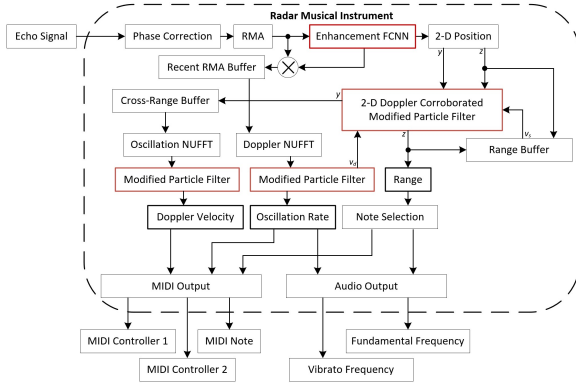 Radar Musical Instrument
Echo Signal
Phase Correction
RMA
Enhancement FCNN
2-D Position
Recent RMA Buffer
y
z
Cross-Range Buffer
y
2-D Doppler Corroborated
Modified Particle Filter
vs
Oscillation NUFFT
Doppler NUFFT
vd
z
Range Buffer
Modified Particle Filter
Modified Particle Filter
Range
Doppler Velocity
Oscillation Rate
Note Selection
MIDI Output
Audio Output
MIDI Controller 1
MIDI Note
Fundamental Frequency
MIDI Controller 2
Vibrato Frequency